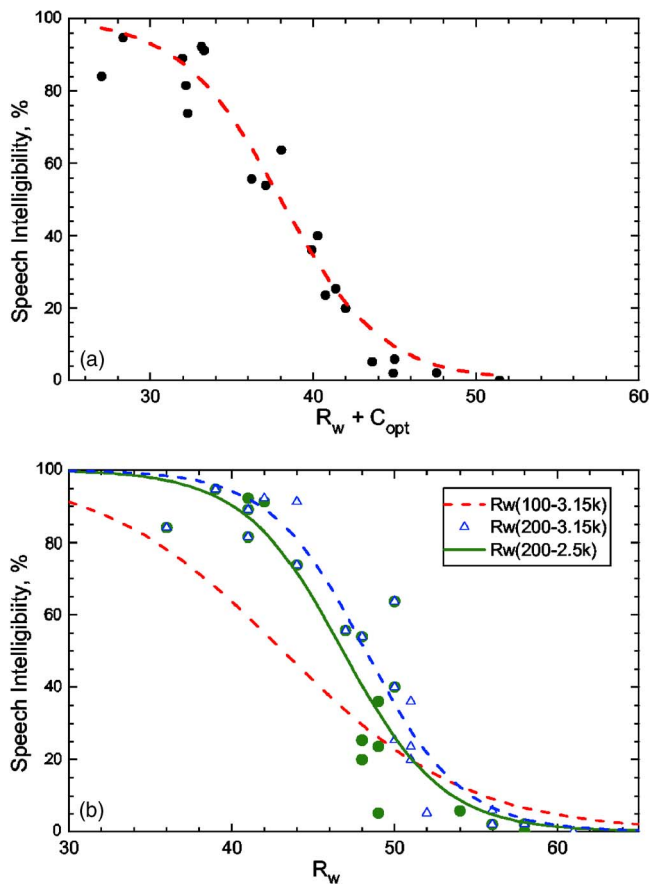 100
80
60
40
20
0
Speech Intelligibility, %
(a)
30 40 50 60
R_w + C_opt
100
80
60
40
20
0
Speech Intelligibiity, %
(b)
Rw(100-3.15k)
Rw(200-3.15k)
Rw(200-2.5k)
30 40 50 60
R_w